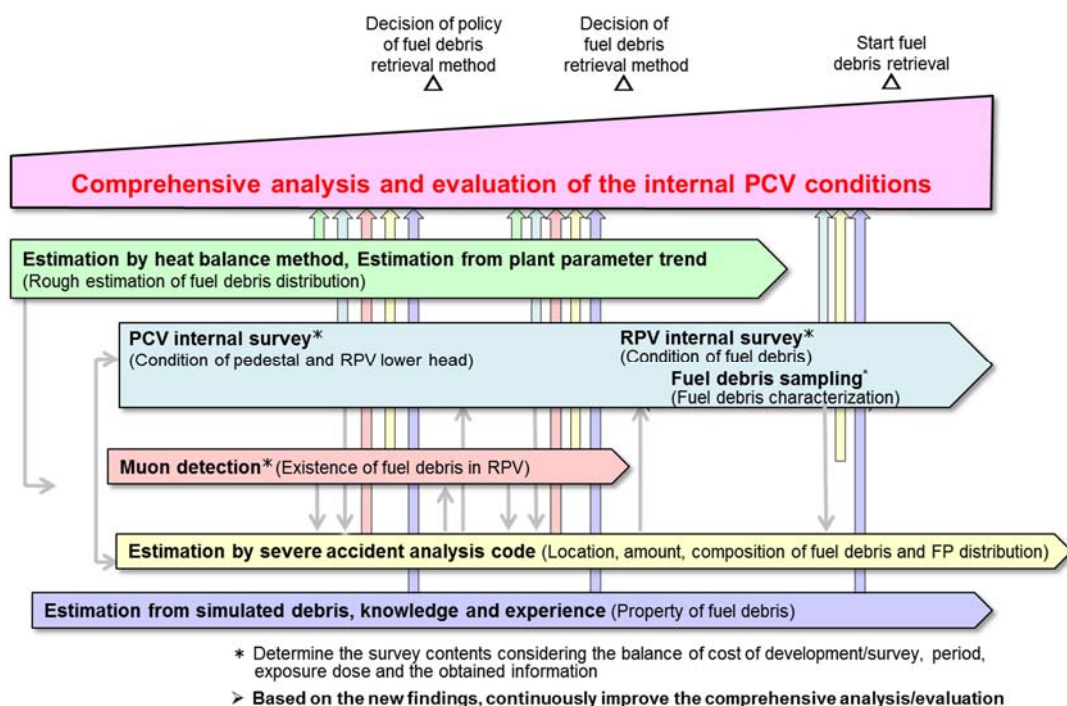 Decision of policy
of fuel debris
retrieval method
Decision of
fuel debris
retrieval method
Start fuel
debris retrieval
Comprehensive analysis and evaluation of the internal PCV conditions
Estimation by heat balance method, Estimation from plant parameter trend
(Rough estimation of fuel debris distribution)
PCV internal survey*
(Condition of pedestal and RPV lower head)
RPV internal survey*
(Condition of fuel debris)
Fuel debris sampling*
(Fuel debris characterization)
Muon detection* (Existence of fuel debris in RPV)
Estimation by severe accident analysis code (Location, amount, composition of fuel debris and FP distribution)
Estimation from simulated debris, knowledge and experience (Property of fuel debris)
* Determine the survey contents considering the balance of cost of development/survey, period,
exposure dose and the obtained information
➢ Based on the new findings, continuously improve the comprehensive analysis/evaluation